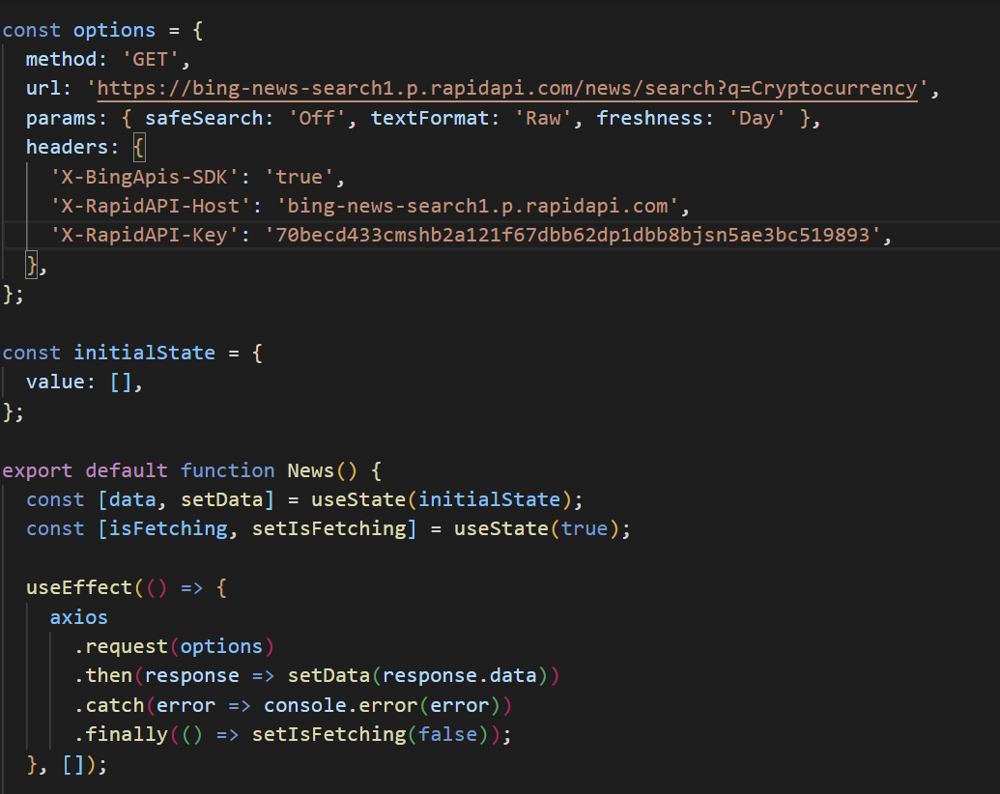 const options = {
  method: 'GET',
  url: 'https://bing-news-search1.p.rapidapi.com/news/search?q=Cryptocurrency',
  params: { safeSearch: 'Off', textFormat: 'Raw', freshness: 'Day' },
  headers: {
    'X-BingApis-SDK': 'true',
    'X-RapidAPI-Host': 'bing-news-search1.p.rapidapi.com',
    'X-RapidAPI-Key': '70becd433cmshb2a121f67dbb62dp1dbb8bjsn5ae3bc519893',
  },
};

const initialState = {
  value: [],
};

export default function News() {
  const [data, setData] = useState(initialState);
  const [isFetching, setIsFetching] = useState(true);

  useEffect(() => {
    axios
      .request(options)
      .then(response => setData(response.data))
      .catch(error => console.error(error))
      .finally(() => setIsFetching(false));
  }, []);